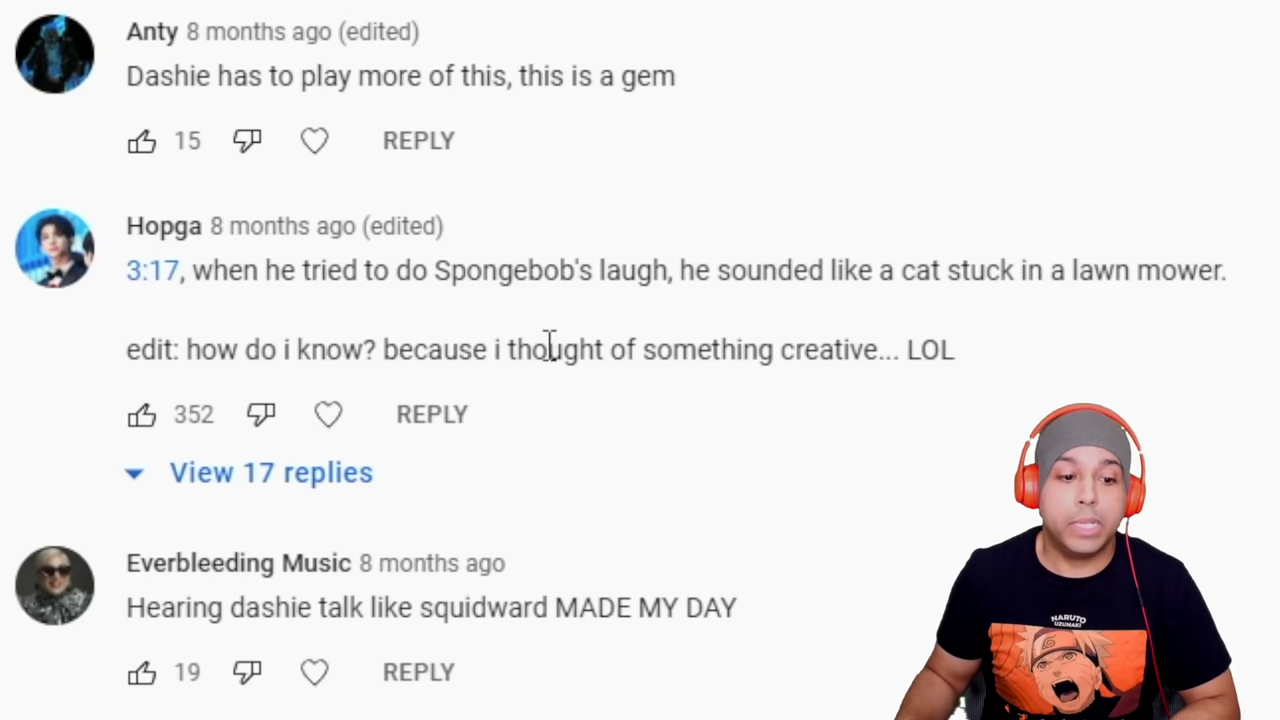 Anty 8 months ago (edited)
Dashie has to play more of this, this is a gem
15 REPLY
Hopga 8 months ago (edited)
3:17, when he tried to do Spongebob's laugh, he sounded like a cat stuck in a lawn mower.
edit: how do i know? because i thought of something creative... LOL
352 REPLY
View 17 replies
Everbleeding Music 8 months ago
Hearing dashie talk like squidward MADE MY DAY
19 REPLY
NARUTO
UZUMAKI